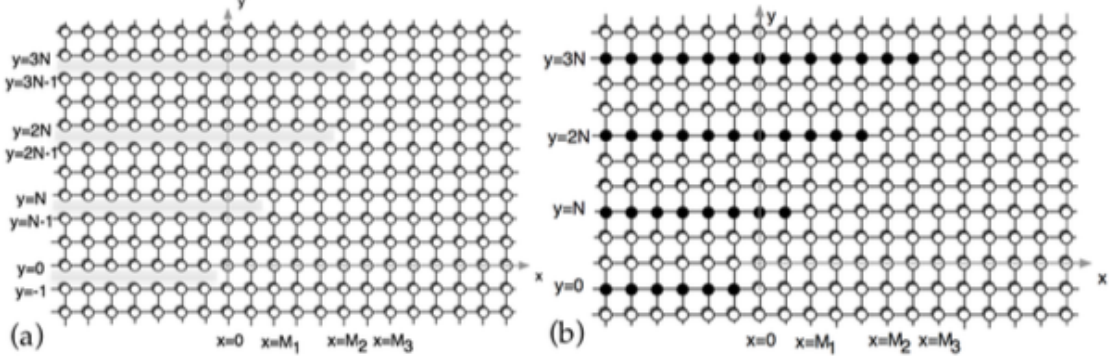 y
y=3N
y=3N-1
y=2N
y=2N-1
y=N
y=N-1
y=0
y=-1
x
(a)
x=0 x=M₁ x=M₂ x=M₃
y
y=3N
y=2N
y=N
y=0
x
x
(b)
x=0 x=M₁ x=M₂ x=M₃